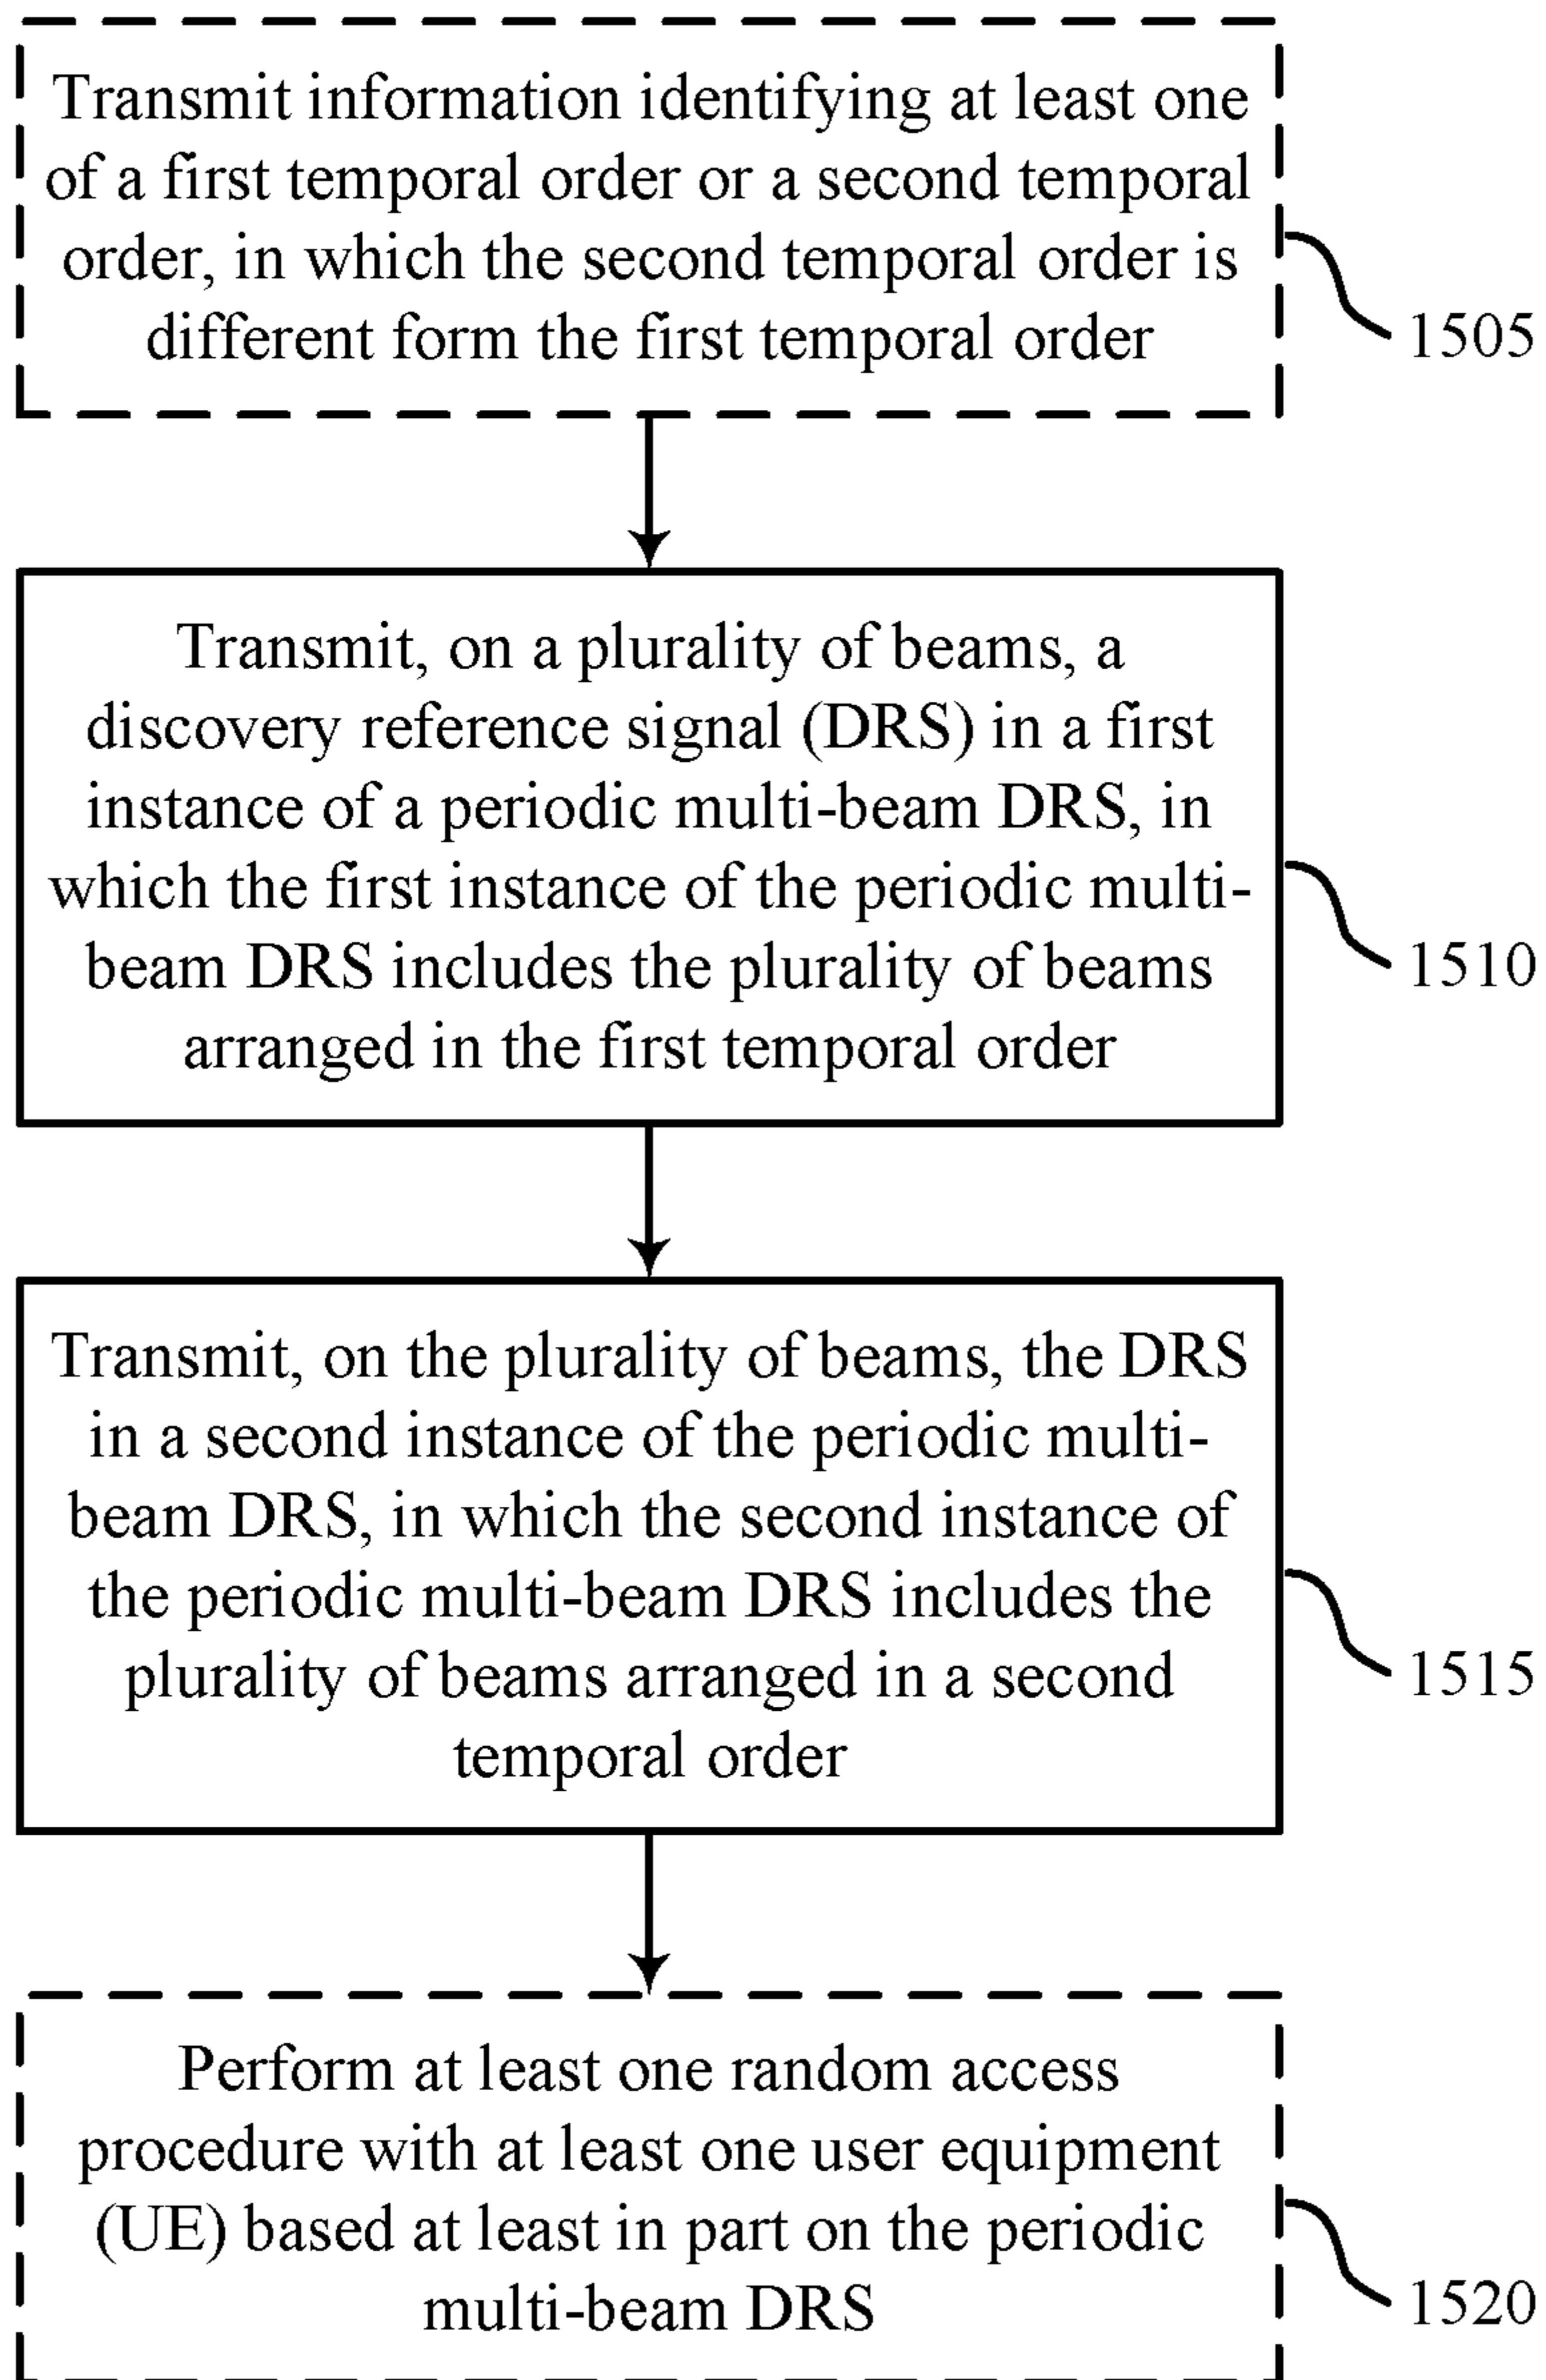 Transmit information identifying at least one
of a first temporal order or a second temporal
order, in which the second temporal order is
different form the first temporal order
1505
Transmit, on a plurality of beams, a
discovery reference signal (DRS) in a first
instance of a periodic multi-beam DRS, in
which the first instance of the periodic multi-
beam DRS includes the plurality of beams
arranged in the first temporal order
1510
Transmit, on the plurality of beams, the DRS
in a second instance of the periodic multi-
beam DRS, in which the second instance of
the periodic multi-beam DRS includes the
plurality of beams arranged in a second
temporal order
1515
Perform at least one random access
procedure with at least one user equipment
(UE) based at least in part on the periodic
multi-beam DRS
1520